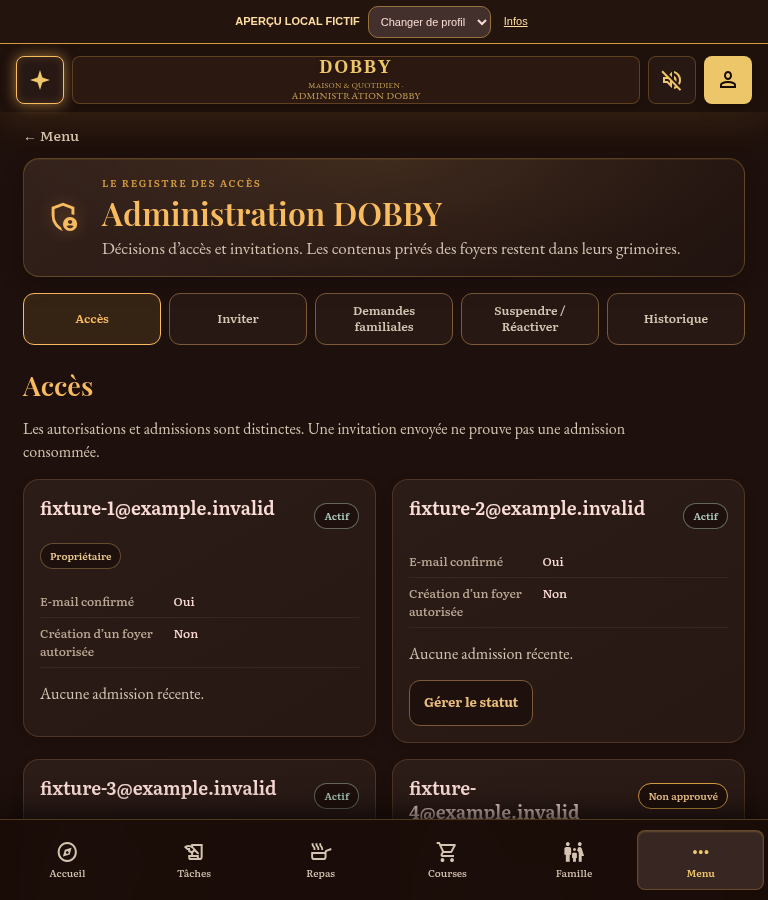 APERÇU LOCAL FICTIF
Changer de profil
Infos
DOBBY
MAISON & QUOTIDIEN ·
ADMINISTRATION DOBBY
← Menu
LE REGISTRE DES ACCÈS
Administration DOBBY
Décisions d’accès et invitations. Les contenus privés des foyers restent dans leurs grimoires.
Accès
Inviter
Demandes
familiales
Suspendre /
Réactiver
Historique
Accès
Les autorisations et admissions sont distinctes. Une invitation envoyée ne prouve pas une admission
consommée.
fixture-1@example.invalid
Actif
Propriétaire
E-mail confirmé Oui
Création d’un foyer Non
autorisée
Aucune admission récente.
fixture-2@example.invalid
Actif
E-mail confirmé Oui
Création d’un foyer Non
autorisée
Aucune admission récente.
Gérer le statut
fixture-3@example.invalid
Actif
fixture-
4@example.invalid
Non approuvé
Accueil
Tâches
Repas
Courses
Famille
Menu